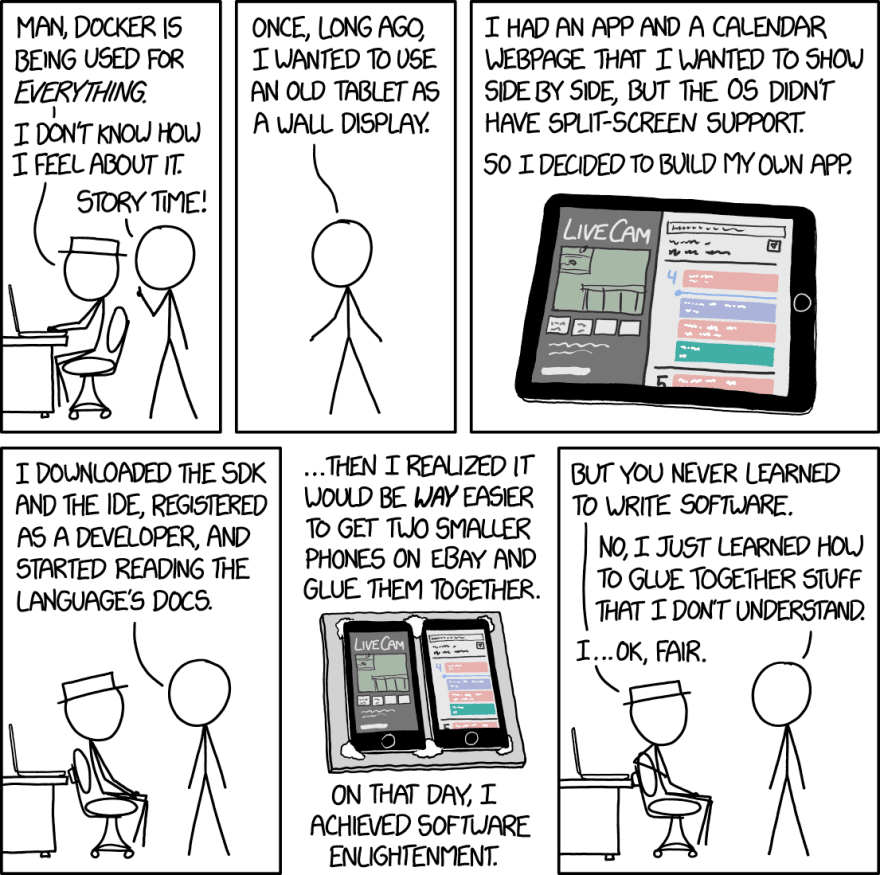 MAN, DOCKER IS
BEING USED FOR
EVERYTHING.
I DON'T KNOW HOW
I FEEL ABOUT IT.
STORY TIME!
ONCE, LONG AGO,
I WANTED TO USE
AN OLD TABLET AS
A WALL DISPLAY.
I HAD AN APP AND A CALENDAR
WEBPAGE THAT I WANTED TO SHOW
SIDE BY SIDE, BUT THE OS DIDN'T
HAVE SPLIT-SCREEN SUPPORT.
SO I DECIDED TO BUILD MY OWN APP.
LIVECAM
4
5
I DOWNLOADED THE SDK
AND THE IDE, REGISTERED
AS A DEVELOPER, AND
STARTED READING THE
LANGUAGE'S DOCS.
...THEN I REALIZED IT
WOULD BE WAY EASIER
TO GET TWO SMALLER
PHONES ON EBAY AND
GLUE THEM TOGETHER.
LIVECAM
4
5
ON THAT DAY, I
ACHIEVED SOFTWARE
ENLIGHTENMENT.
BUT YOU NEVER LEARNED
TO WRITE SOFTWARE.
NO, I JUST LEARNED HOW
TO GLUE TOGETHER STUFF
THAT I DON'T UNDERSTAND.
I...OK, FAIR.